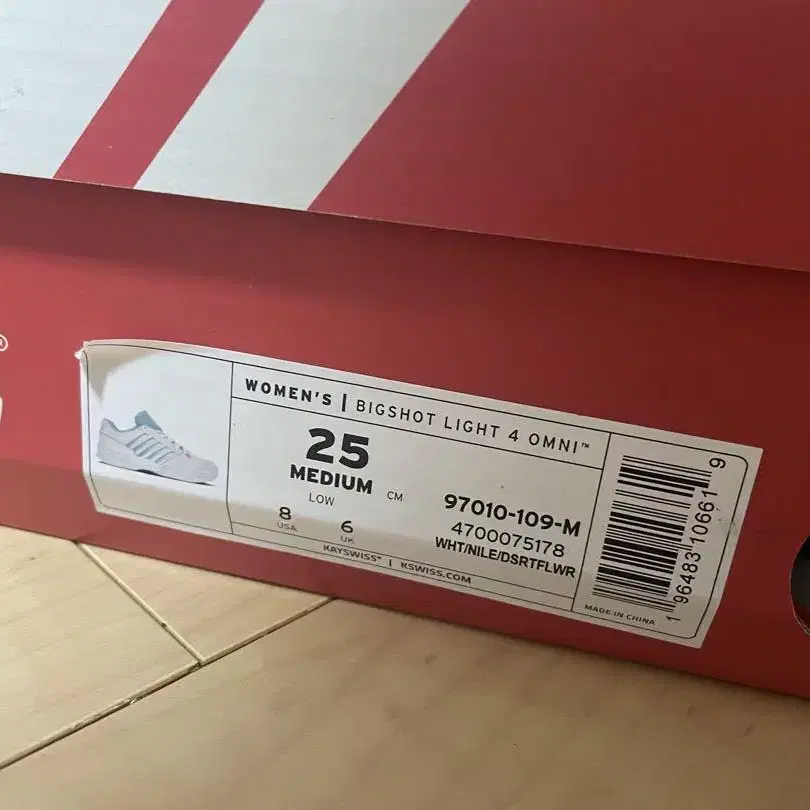 ®
WOMEN'S | BIGSHOT LIGHT 4 OMNI™
25
MEDIUM
CM
LOW
8
USA
6
UK
97010-109-M
4700075178
WHT/NILE/DSRTFLWR
KAYSWISS® | KSWISS.COM
1 96483 10661 9
MADE IN CHINA